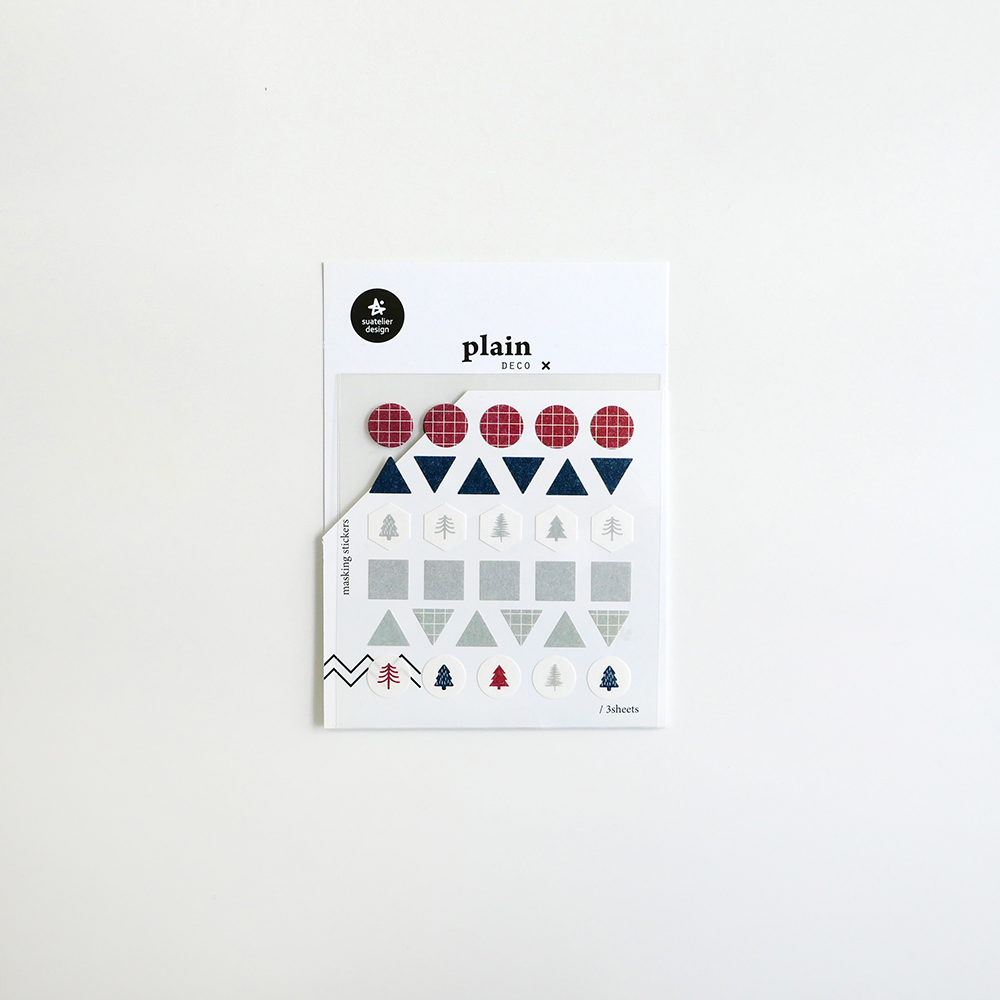 suatelier
design
plain
DECO ×
masking stickers
/ 3sheets